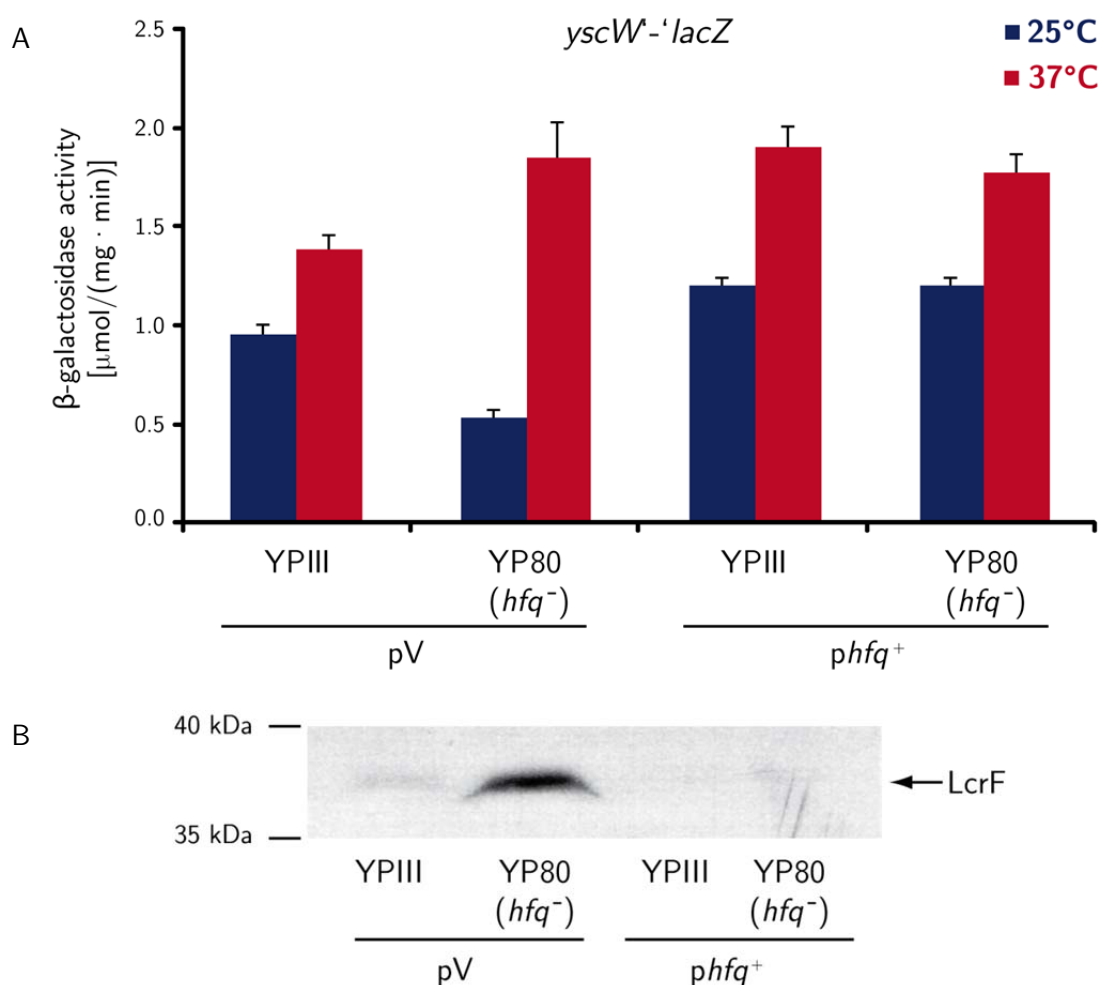 A
yscW‘-‘lacZ
25°C
37°C
β-galactosidase activity
[μmol/(mg · min)]
2.5
2.0
1.5
1.0
0.5
0.0
YPIII YP80 YPIII YP80
(hfq⁻) (hfq⁻)
pV phfq⁺
B
40 kDa
LcrF
35 kDa
YPIII YP80 YPIII YP80
(hfq⁻) (hfq⁻)
pV phfq⁺